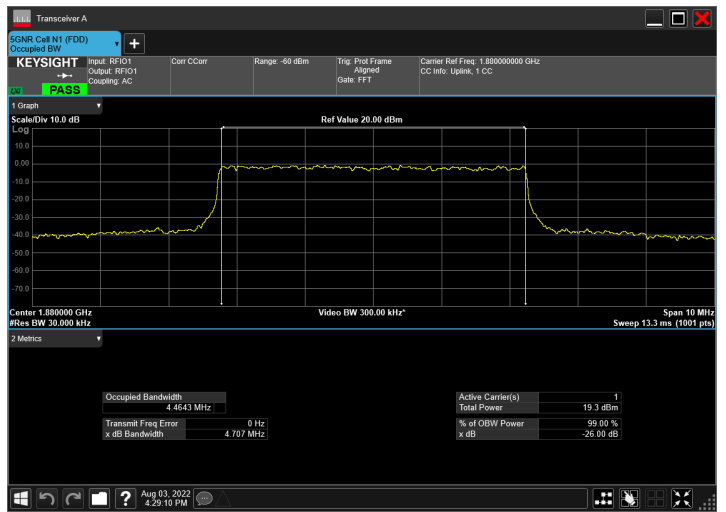 Transceiver A
5GNR Cell N1 (FDD)
Occupied BW
KEYSIGHT
Input: RFIO1
Output: RFIO1
Coupling: AC
Corr CCorr
Range: -60 dBm
Trig: Prot Frame
Aligned
Gate: FFT
Carrier Ref Freq: 1.880000000 GHz
CC Info: Uplink, 1 CC
LXI
PASS
1 Graph
Scale/Div 10.0 dB
Ref Value 20.00 dBm
Log
10.0
0.00
-10.0
-20.0
-30.0
-40.0
-50.0
-60.0
-70.0
Center 1.880000 GHz
Video BW 300.00 kHz*
Span 10 MHz
#Res BW 30.000 kHz
Sweep 13.3 ms (1001 pts)
2 Metrics
Occupied Bandwidth
4.4643 MHz
Transmit Freq Error 0 Hz
x dB Bandwidth 4.707 MHz
Active Carrier(s) 1
Total Power 19.3 dBm
% of OBW Power 99.00 %
x dB -26.00 dB
Aug 03, 2022
4:29:10 PM